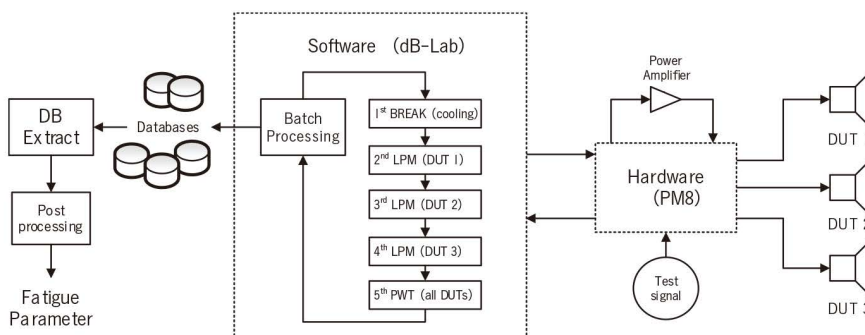 Software (dB-Lab)
Power
Amplifier
DB
Extract
Databases
Batch
Processing
1st BREAK (cooling)
2nd LPM (DUT 1)
3rd LPM (DUT 2)
4th LPM (DUT 3)
5th PWT (all DUTs)
Hardware
(PM8)
DUT 1
DUT 2
DUT 3
Post
processing
Test
signal
Fatigue
Parameter